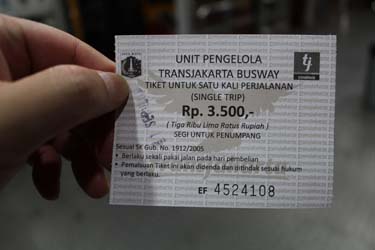 UNIT PENGELOLA
TRANSJAKARTA BUSWAY
TIKET UNTUK SATU KALI PERJALANAN
(SINGLE TRIP)
Rp. 3.500,-
( Tiga Ribu Lima Ratus Rupiah )
SEGI UNTUK PENUMPANG
Sesuai SK Gub. No. 1912/2005
• Berlaku sekali pakai jalan pada hari pembelian
• Pemalsuan Tiket ini akan didenda dan ditindak sesuai hukum
yang berlaku.
EF 4524108
tj